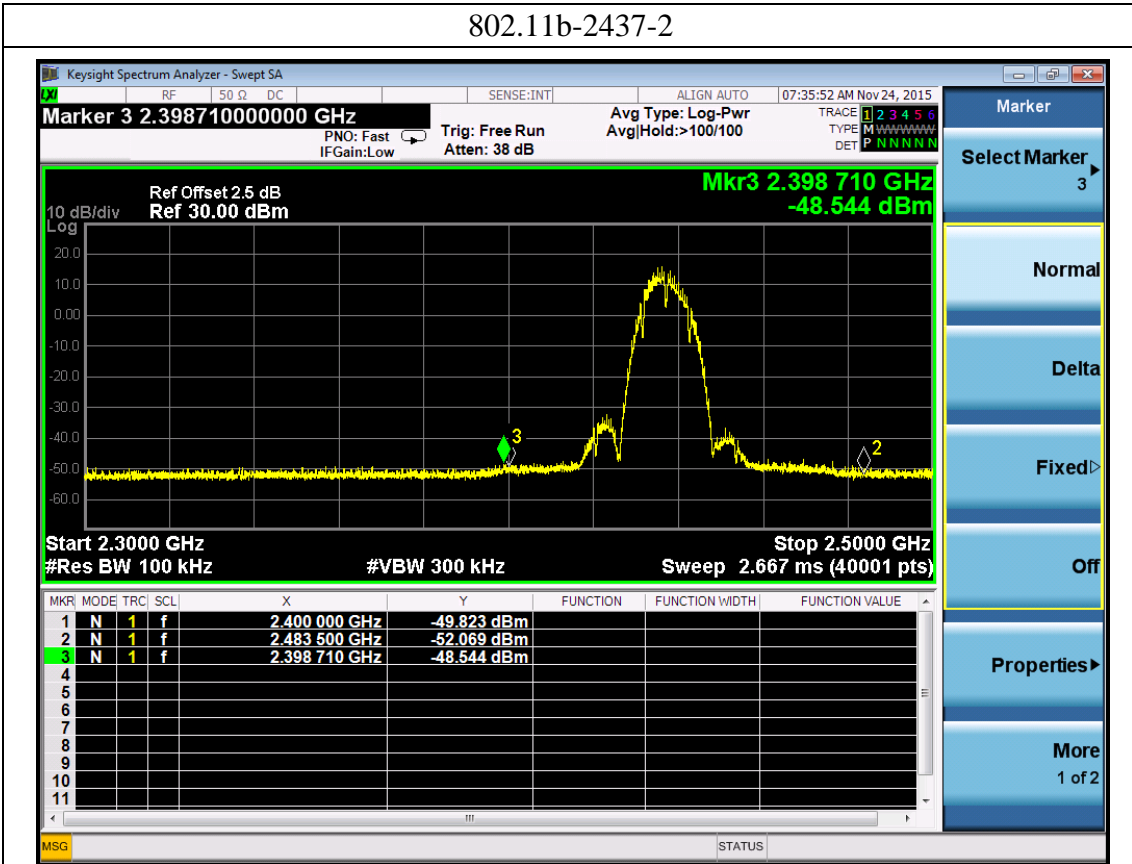 802.11b-2437-2
Keysight Spectrum Analyzer - Swept SA
LXI RF 50 Ω DC SENSE:INT ALIGN AUTO 07:35:52 AM Nov 24, 2015
Marker 3 2.398710000000 GHz
PNO: Fast
IFGain:Low
Trig: Free Run
Atten: 38 dB
Avg Type: Log-Pwr
Avg|Hold:>100/100
TRACE 1 2 3 4 5 6
TYPE M WWWWW
DET P N N N N N
Mkr3 2.398 710 GHz
-48.544 dBm
Ref Offset 2.5 dB
10 dB/div Ref 30.00 dBm
Log
20.0
10.0
0.00
-10.0
-20.0
-30.0
-40.0
-50.0
-60.0
3
2
Start 2.3000 GHz Stop 2.5000 GHz
#Res BW 100 kHz #VBW 300 kHz Sweep 2.667 ms (40001 pts)
MKR MODE TRC SCL X Y FUNCTION FUNCTION WIDTH FUNCTION VALUE
1 N 1 f 2.400 000 GHz -49.823 dBm
2 N 1 f 2.483 500 GHz -52.069 dBm
3 N 1 f 2.398 710 GHz -48.544 dBm
4
5
6
7
8
9
10
11
MSG STATUS
Marker
Select Marker
3
Normal
Delta
Fixed
Off
Properties
More
1 of 2